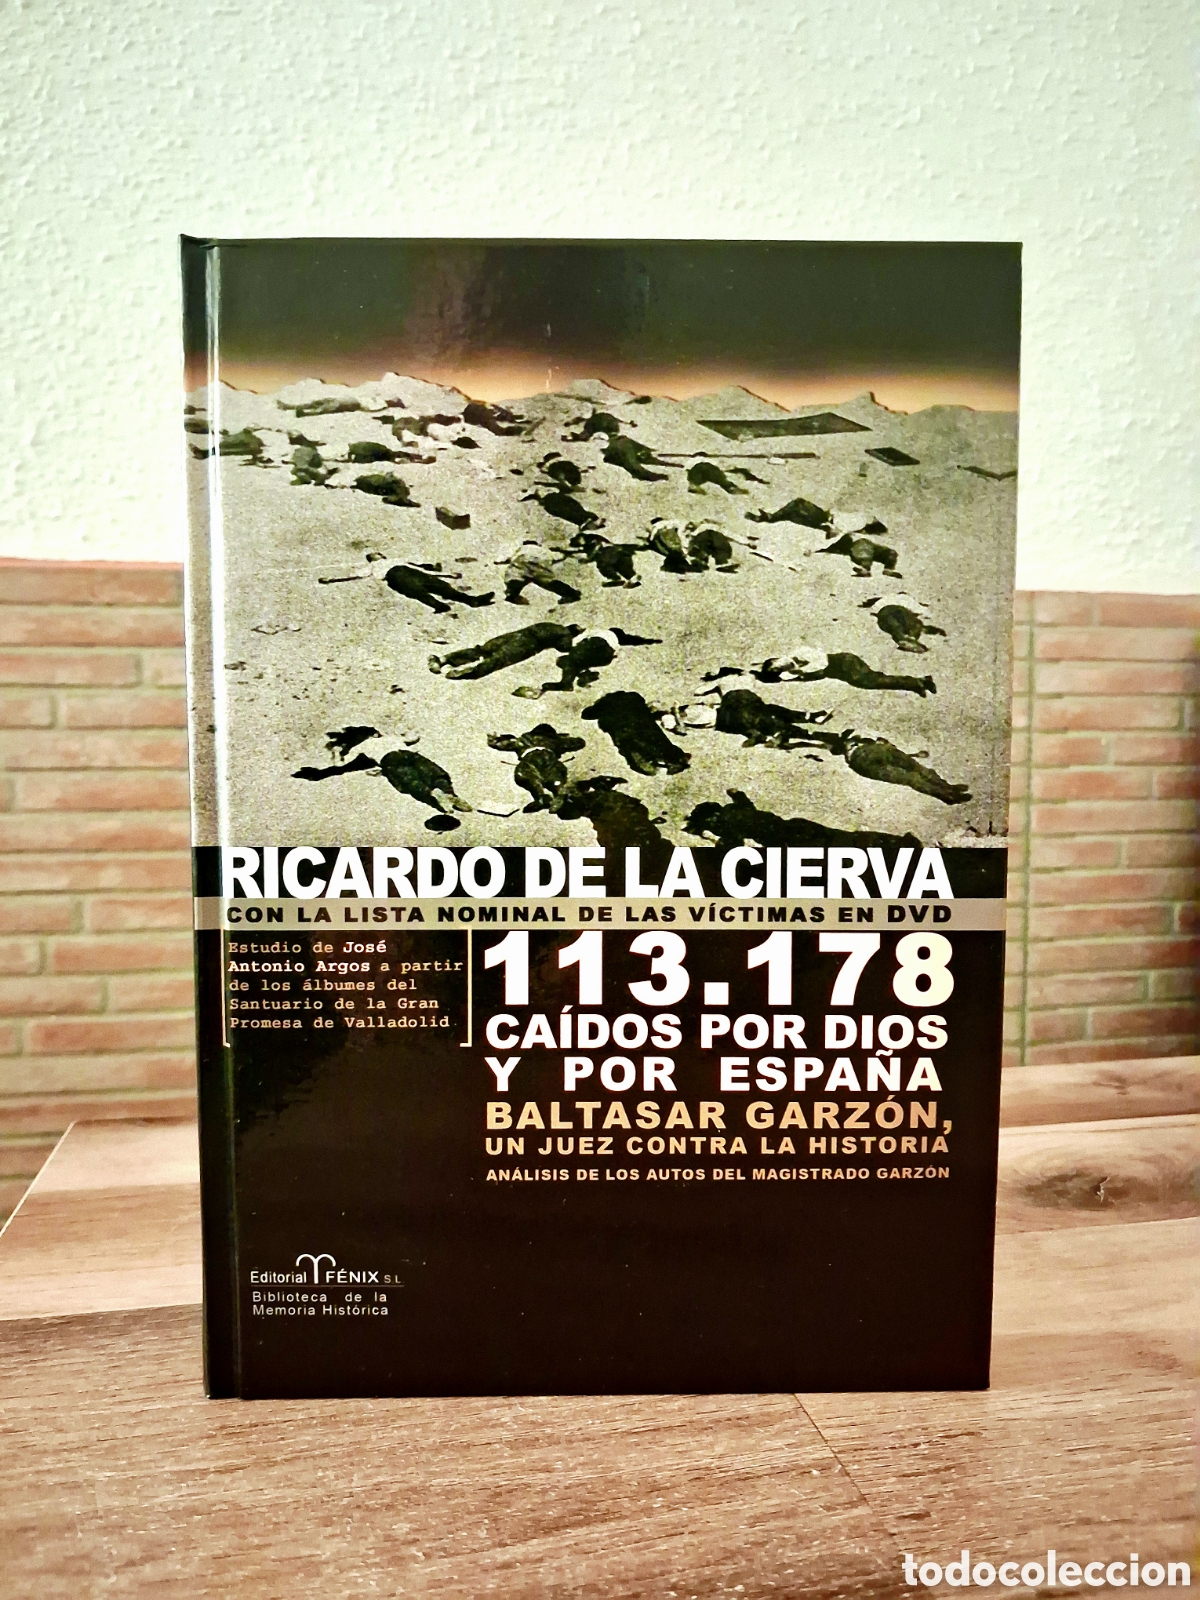 RICARDO DE LA CIERVA
CON LA LISTA NOMINAL DE LAS VÍCTIMAS EN DVD
Estudio de José
Antonio Argos a partir
de los álbumes del
Santuario de la Gran
Promesa de Valladolid
113.178
CAÍDOS POR DIOS
Y POR ESPAÑA
BALTASAR GARZÓN,
UN JUEZ CONTRA LA HISTORIA
ANÁLISIS DE LOS AUTOS DEL MAGISTRADO GARZÓN
Editorial FÉNIX S.L
Biblioteca de la
Memoria Histórica
todocoleccion